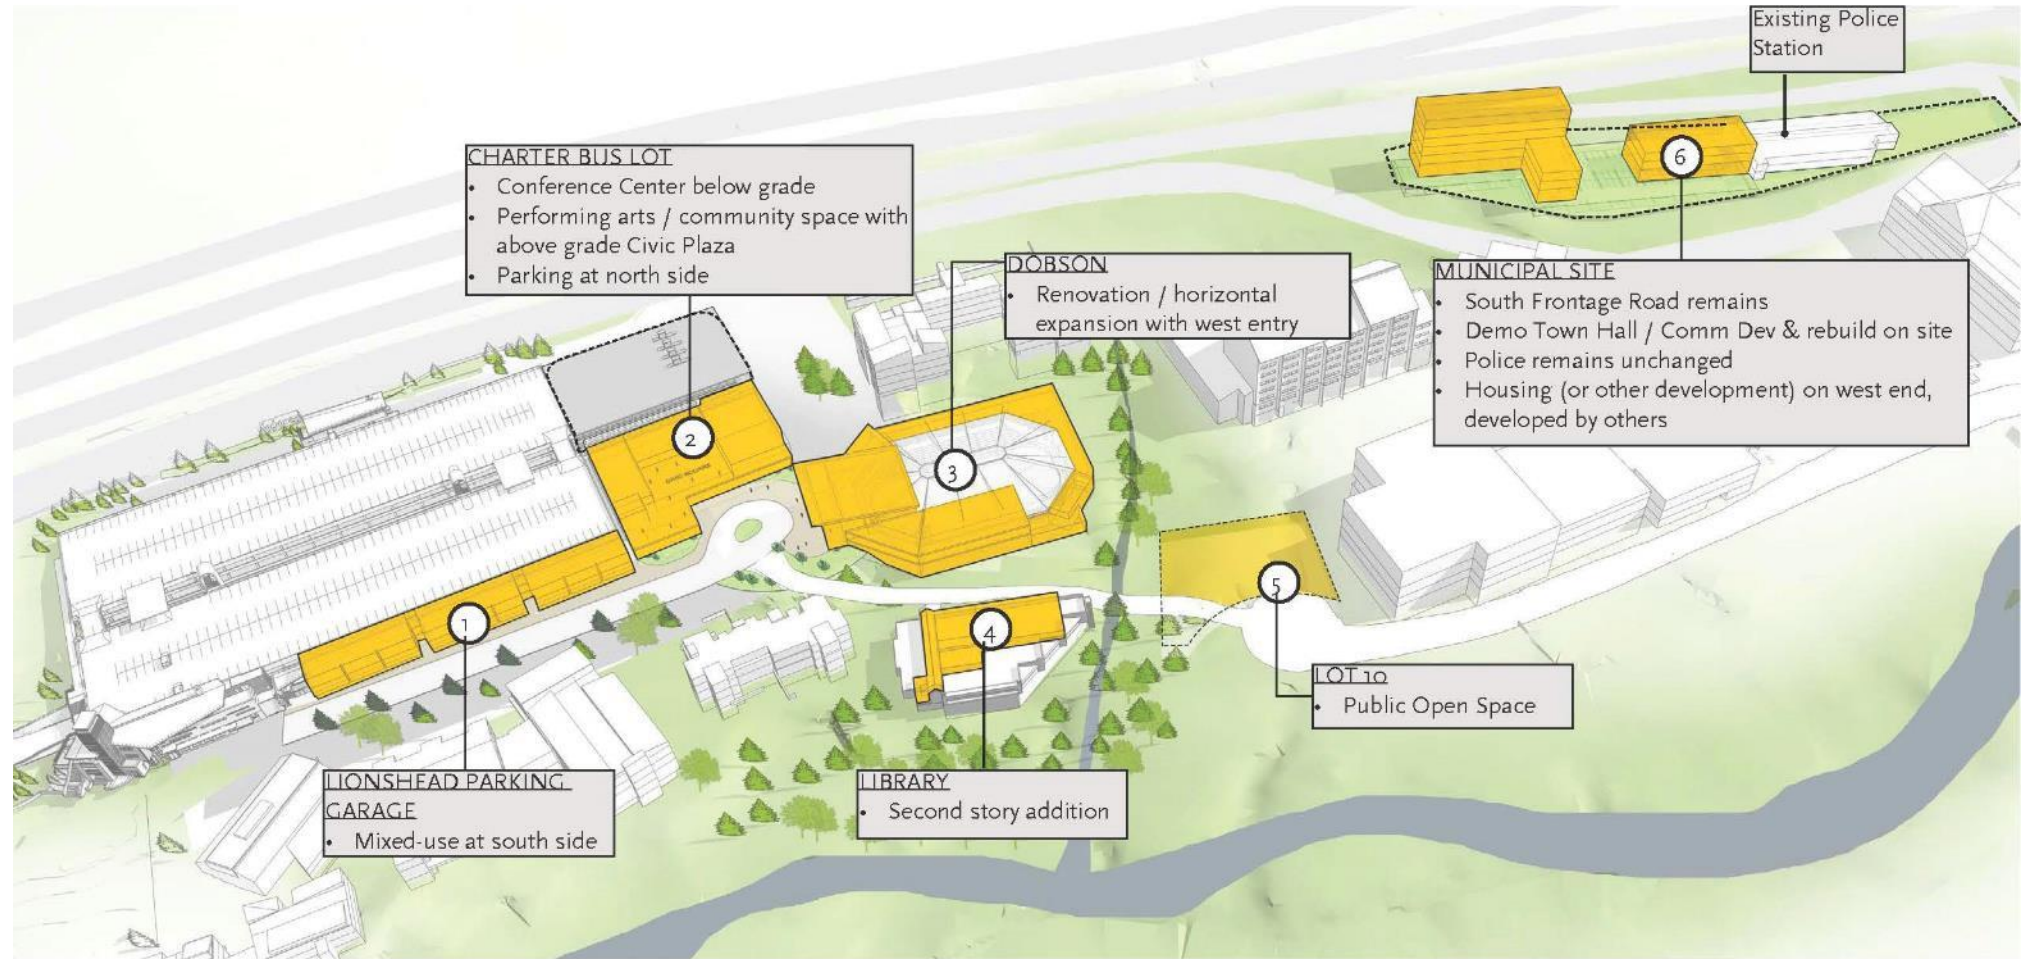 Existing Police
Station
CHARTER BUS LOT
• Conference Center below grade
• Performing arts / community space with
above grade Civic Plaza
• Parking at north side
DOBSON
• Renovation / horizontal
expansion with west entry
MUNICIPAL SITE
• South Frontage Road remains
• Demo Town Hall / Comm Dev & rebuild on site
• Police remains unchanged
• Housing (or other development) on west end,
developed by others
6
2
3
5
1
4
LOT 10
• Public Open Space
LIONSHEAD PARKING
GARAGE
• Mixed-use at south side
LIBRARY
• Second story addition